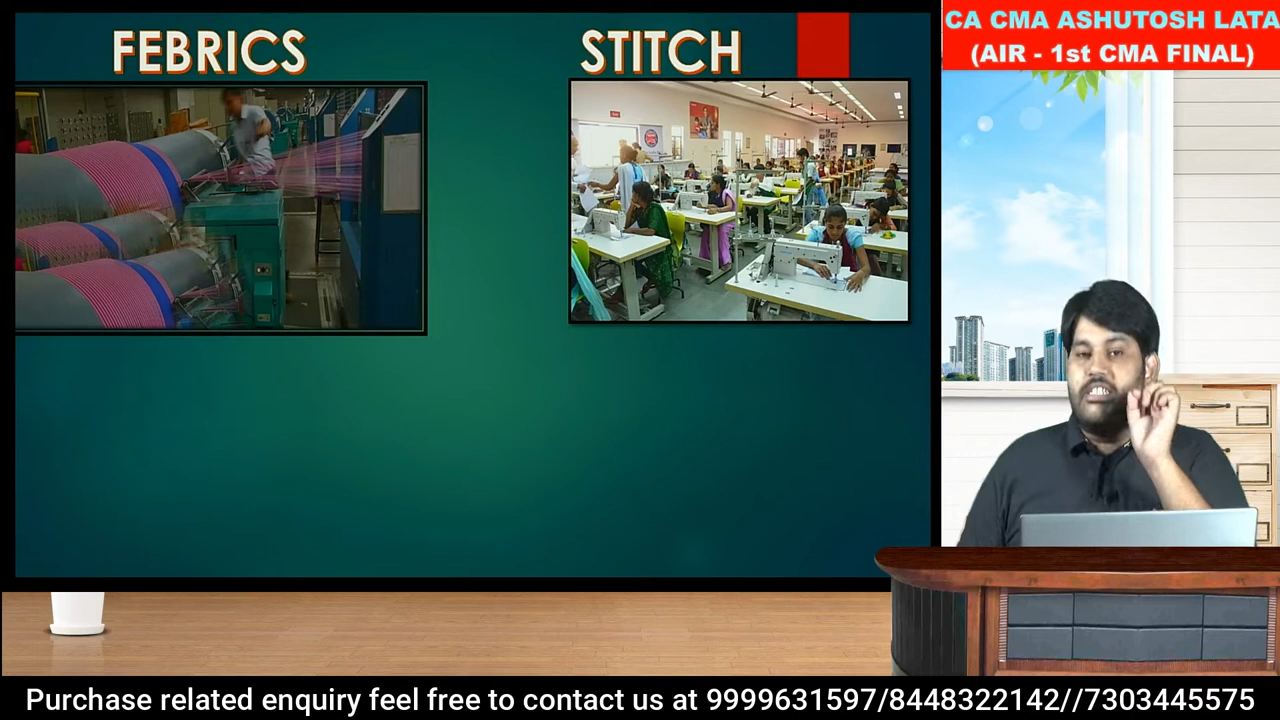 FEBRICS
STITCH
CA CMA ASHUTOSH LATA
(AIR - 1st CMA FINAL)
Purchase related enquiry feel free to contact us at 9999631597/8448322142//7303445575